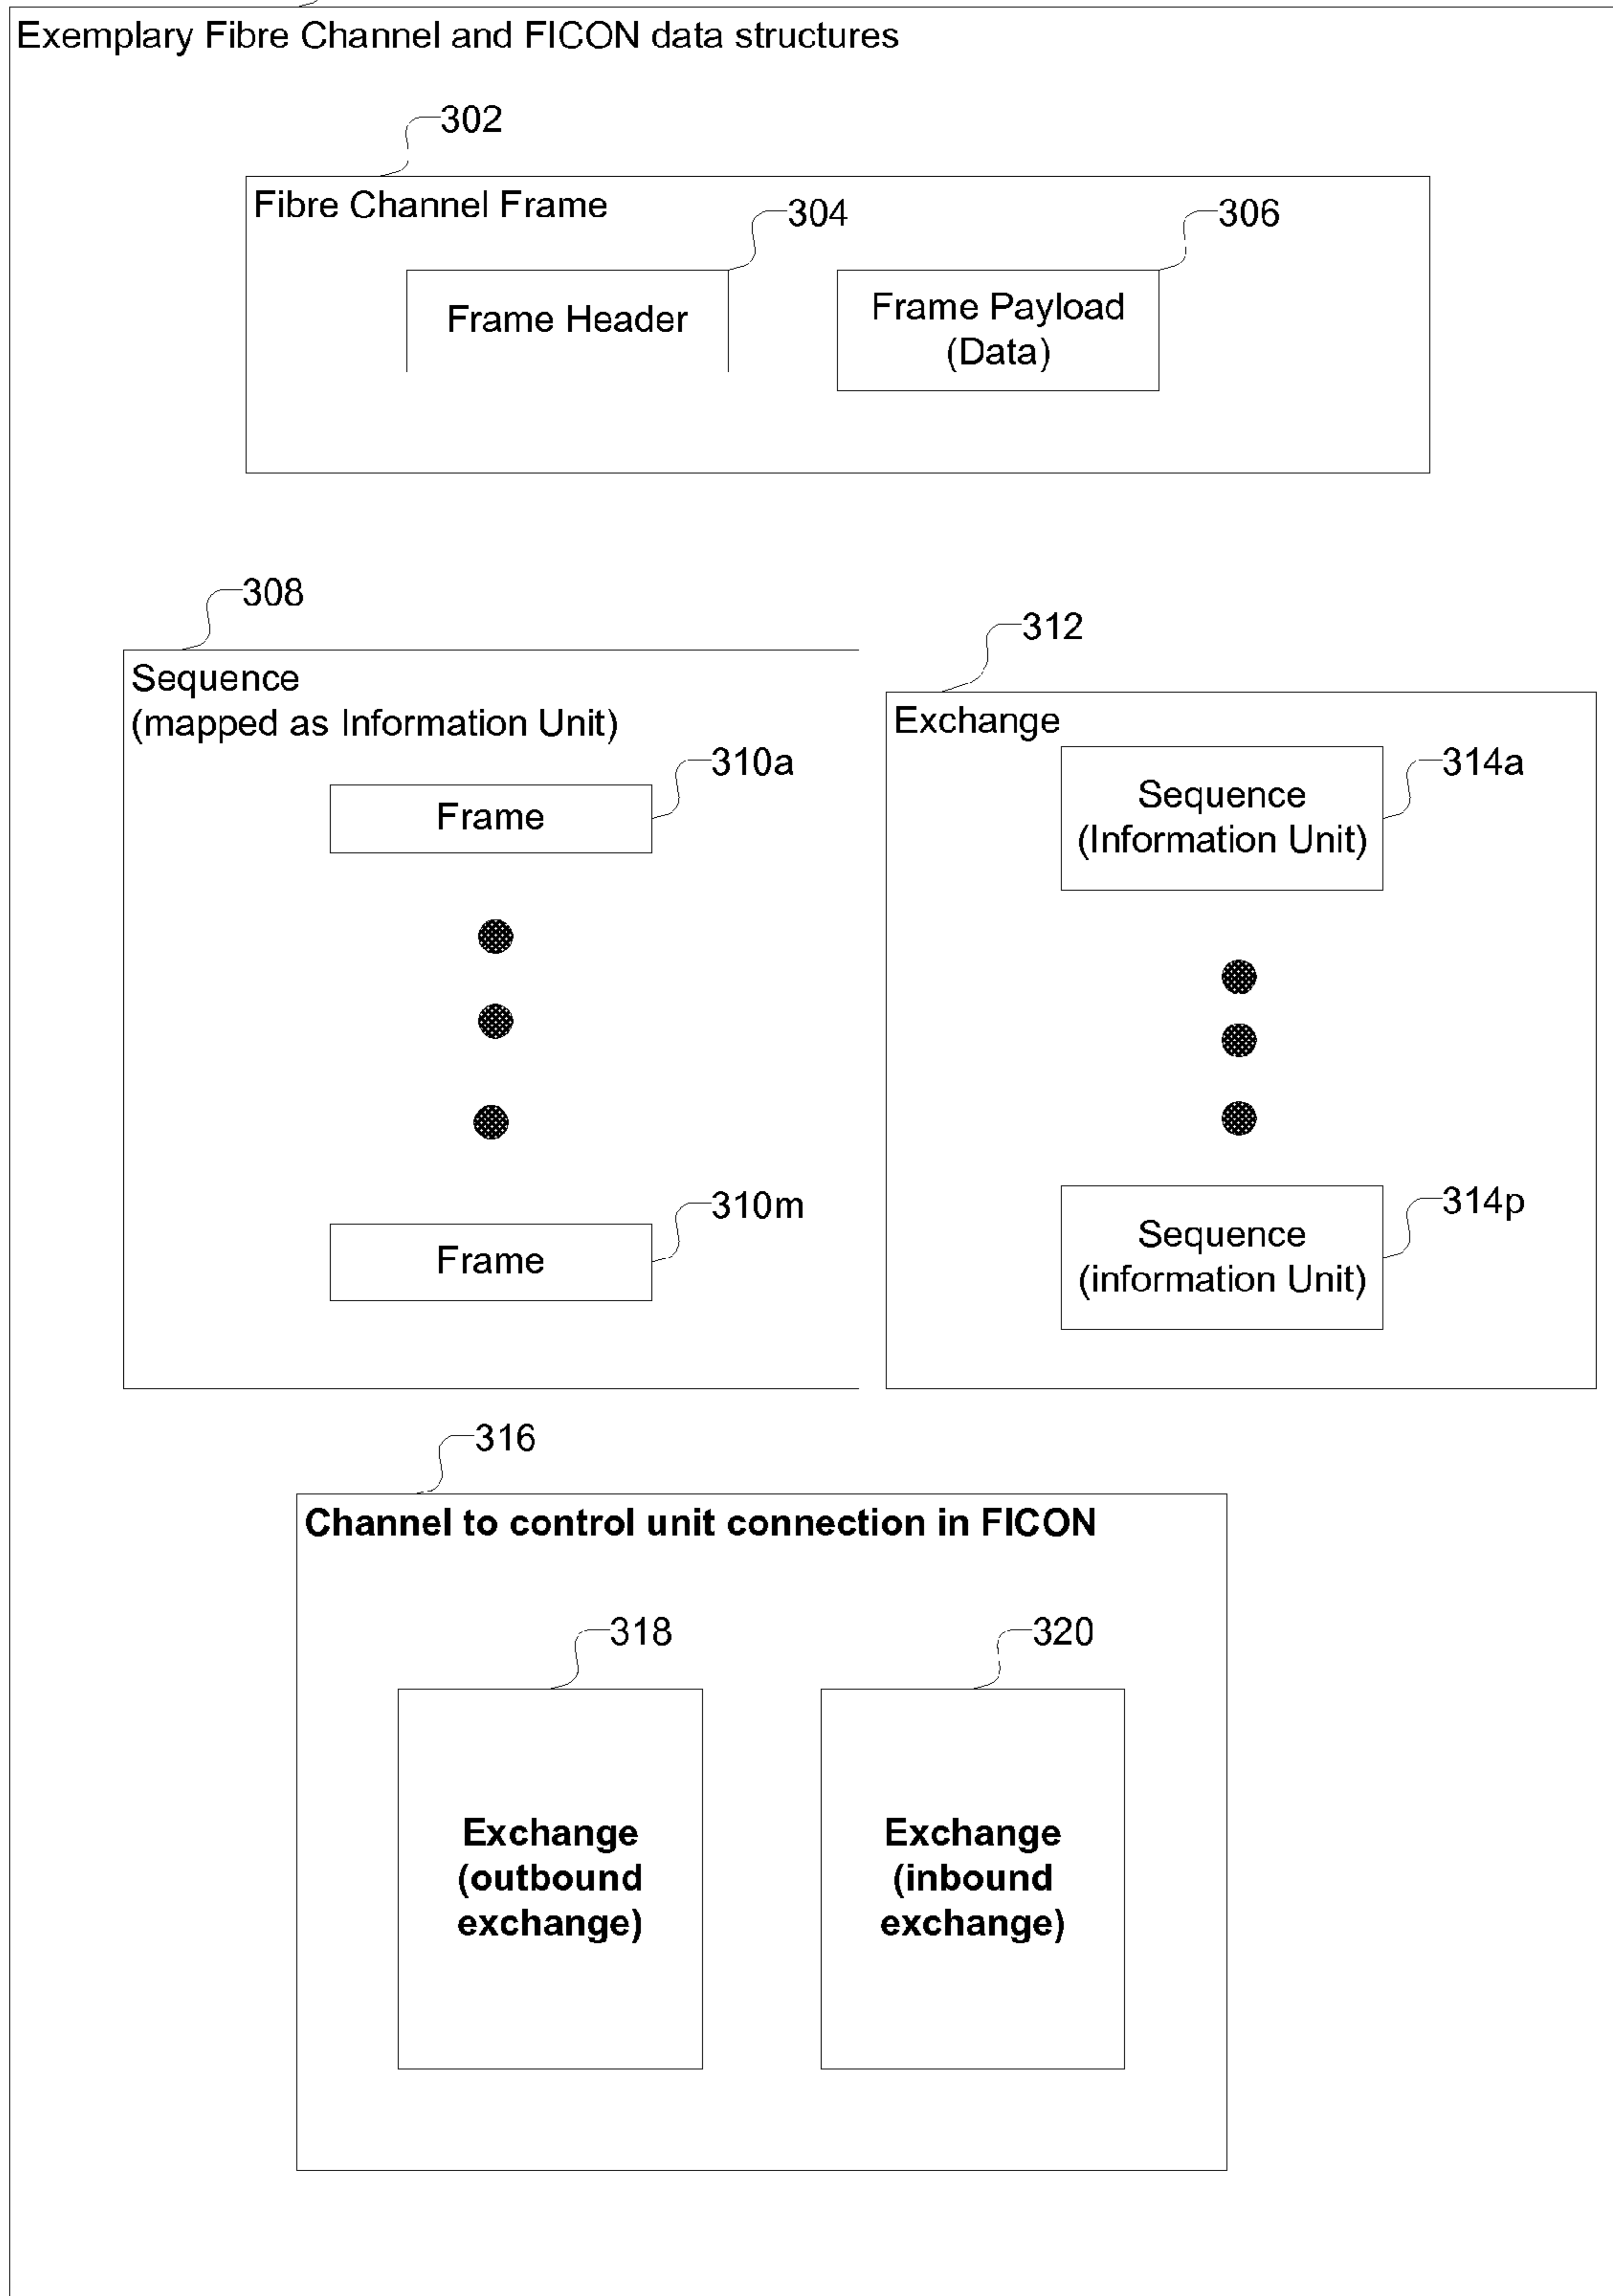 Exemplary Fibre Channel and FICON data structures
302
Fibre Channel Frame
304
306
Frame Header
Frame Payload
(Data)
308
Sequence
(mapped as Information Unit)
310a
Frame
310m
Frame
312
Exchange
314a
Sequence
(Information Unit)
314p
Sequence
(information Unit)
316
Channel to control unit connection in FICON
318
Exchange
(outbound
exchange)
320
Exchange
(inbound
exchange)